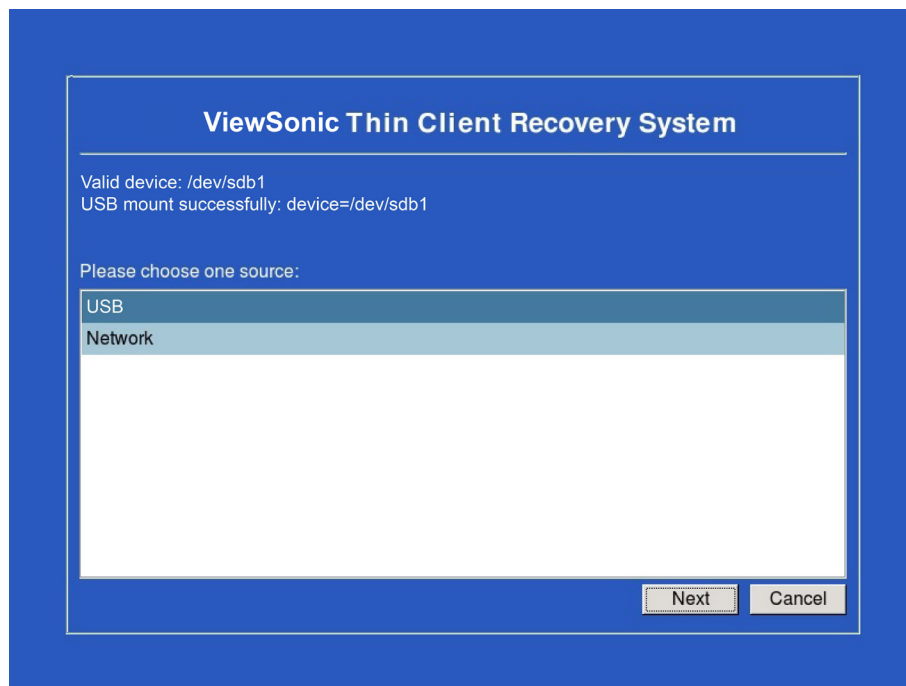 ViewSonic Thin Client Recovery System
Valid device: /dev/sdb1
USB mount successfully: device=/dev/sdb1
Please choose one source:
USB
Network
Next
Cancel